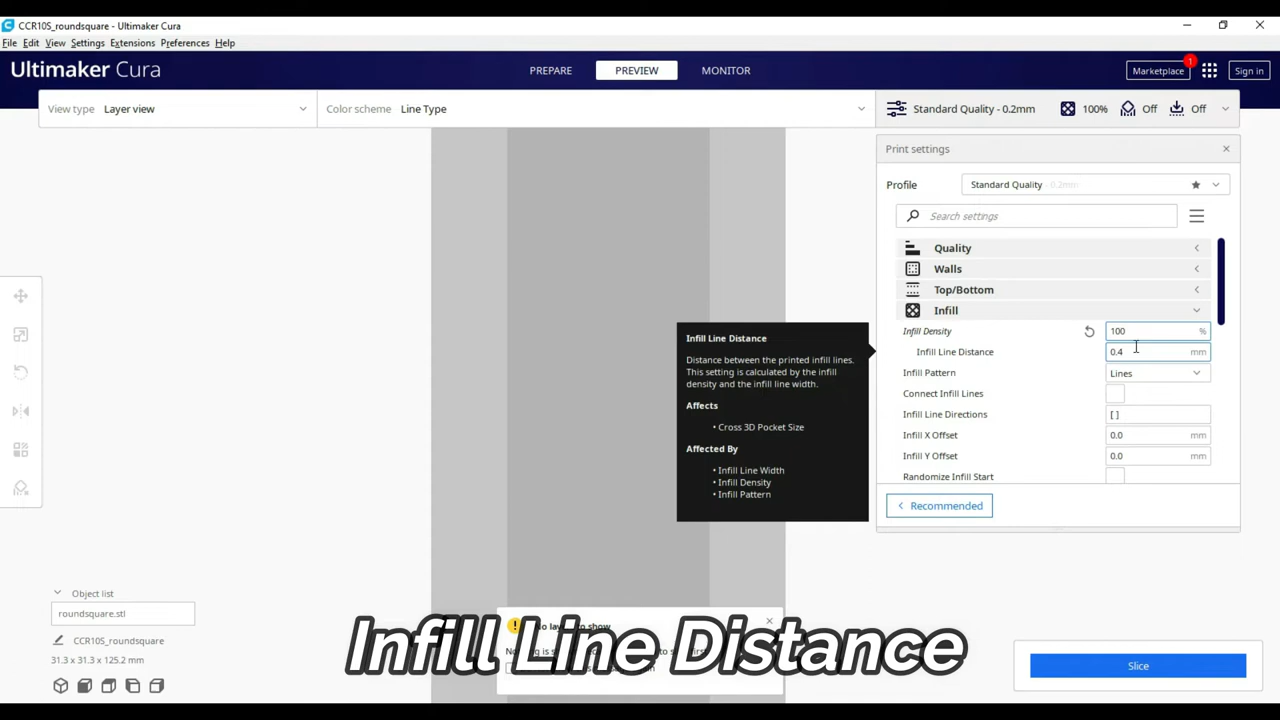 CCR10S_roundsquare - Ultimaker Cura
File Edit View Settings Extensions Preferences Help
Ultimaker Cura
PREPARE
PREVIEW
MONITOR
Marketplace
1
Sign in
View type Layer view
Color scheme Line Type
Standard Quality - 0.2mm
100%
Off
Off
Print settings
Profile
Standard Quality - 0.2mm
Search settings
Quality
Walls
Top/Bottom
Infill
Infill Density
100 %
Infill Line Distance
0.4 mm
Infill Pattern
Lines
Connect Infill Lines
Infill Line Directions
[ ]
Infill X Offset
0.0 mm
Infill Y Offset
0.0 mm
Randomize Infill Start
Recommended
Infill Line Distance
Distance between the printed infill lines.
This setting is calculated by the infill
density and the infill line width.
Affects
• Cross 3D Pocket Size
Affected By
• Infill Line Width
• Infill Density
• Infill Pattern
Object list
roundsquare.stl
CCR10S_roundsquare
31.3 x 31.3 x 125.2 mm
show
Infill Line Distance
Slice